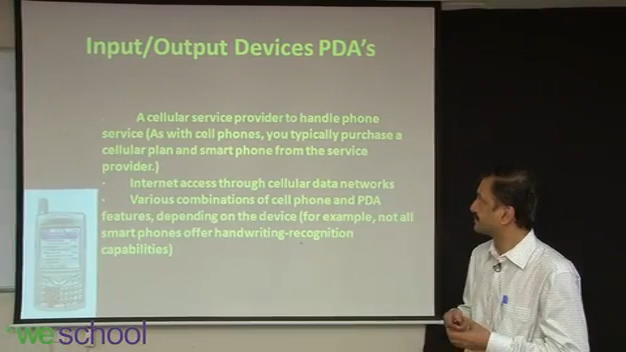 Input/Output Devices PDA's
A cellular service provider to handle phone
service (As with cell phones, you typically purchase a
cellular plan and smart phone from the service
provider.)
Internet access through cellular data networks
Various combinations of cell phone and PDA
features, depending on the device (for example, not all
smart phones offer handwriting-recognition
capabilities)
we school